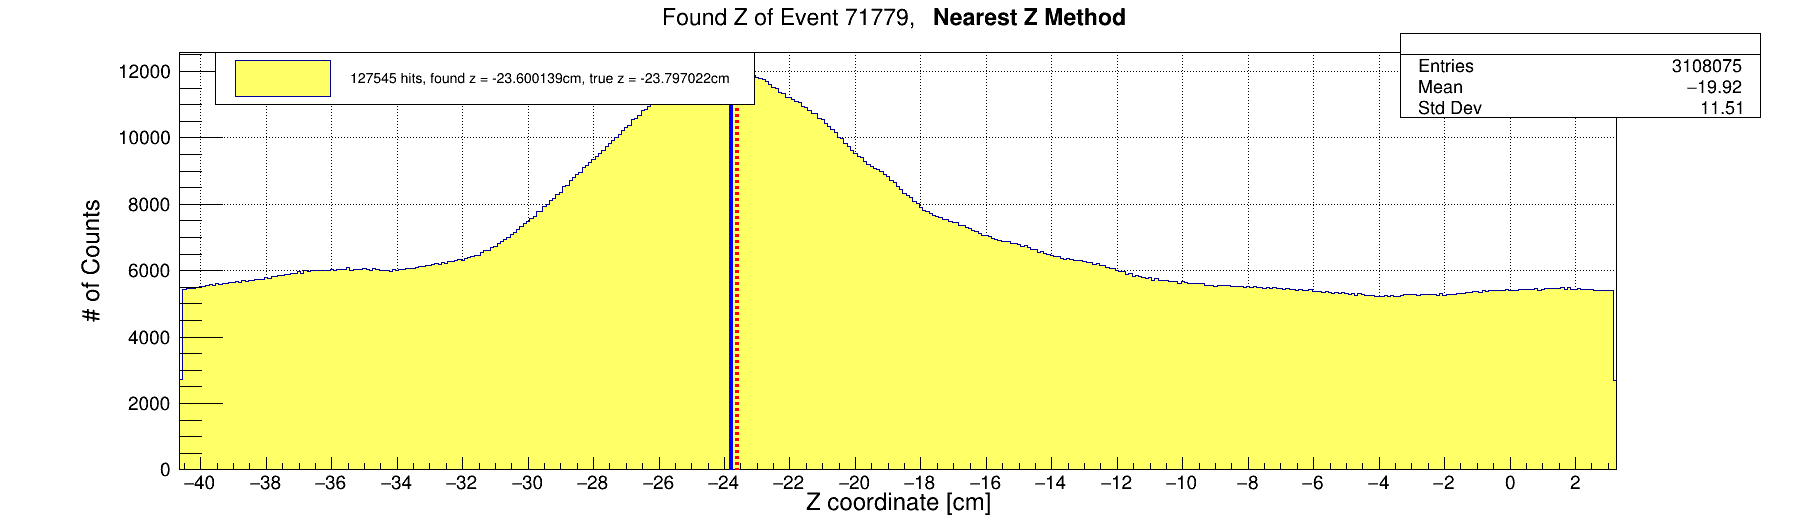 Found Z of Event 71779, Nearest Z Method
127545 hits, found z = -23.600139cm, true z = -23.797022cm
Entries 3108075
Mean −19.92
Std Dev 11.51
# of Counts
12000
10000
8000
6000
4000
2000
0
−40 −38 −36 −34 −32 −30 −28 −26 −24 −22 −20 −18 −16 −14 −12 −10 −8 −6 −4 −2 0 2
Z coordinate [cm]